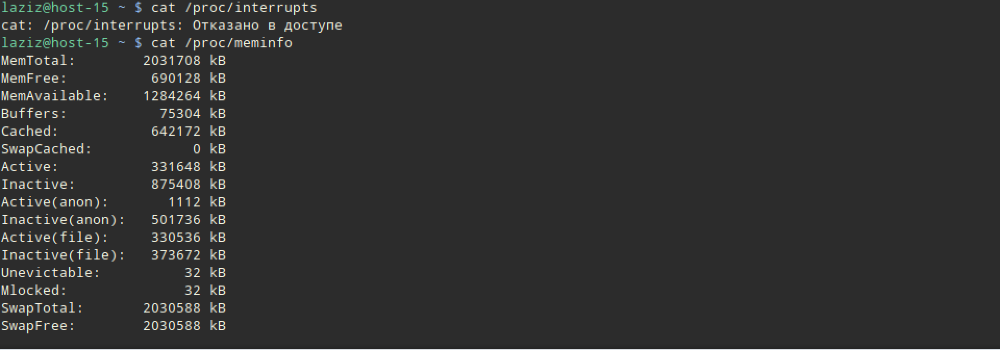 laziz@host-15 ~ $ cat /proc/interrupts
cat: /proc/interrupts: Отказано в доступе
laziz@host-15 ~ $ cat /proc/meminfo
MemTotal:        2031708 kB
MemFree:          690128 kB
MemAvailable:    1284264 kB
Buffers:           75304 kB
Cached:           642172 kB
SwapCached:            0 kB
Active:           331648 kB
Inactive:         875408 kB
Active(anon):       1112 kB
Inactive(anon):   501736 kB
Active(file):     330536 kB
Inactive(file):   373672 kB
Unevictable:          32 kB
Mlocked:              32 kB
SwapTotal:       2030588 kB
SwapFree:        2030588 kB